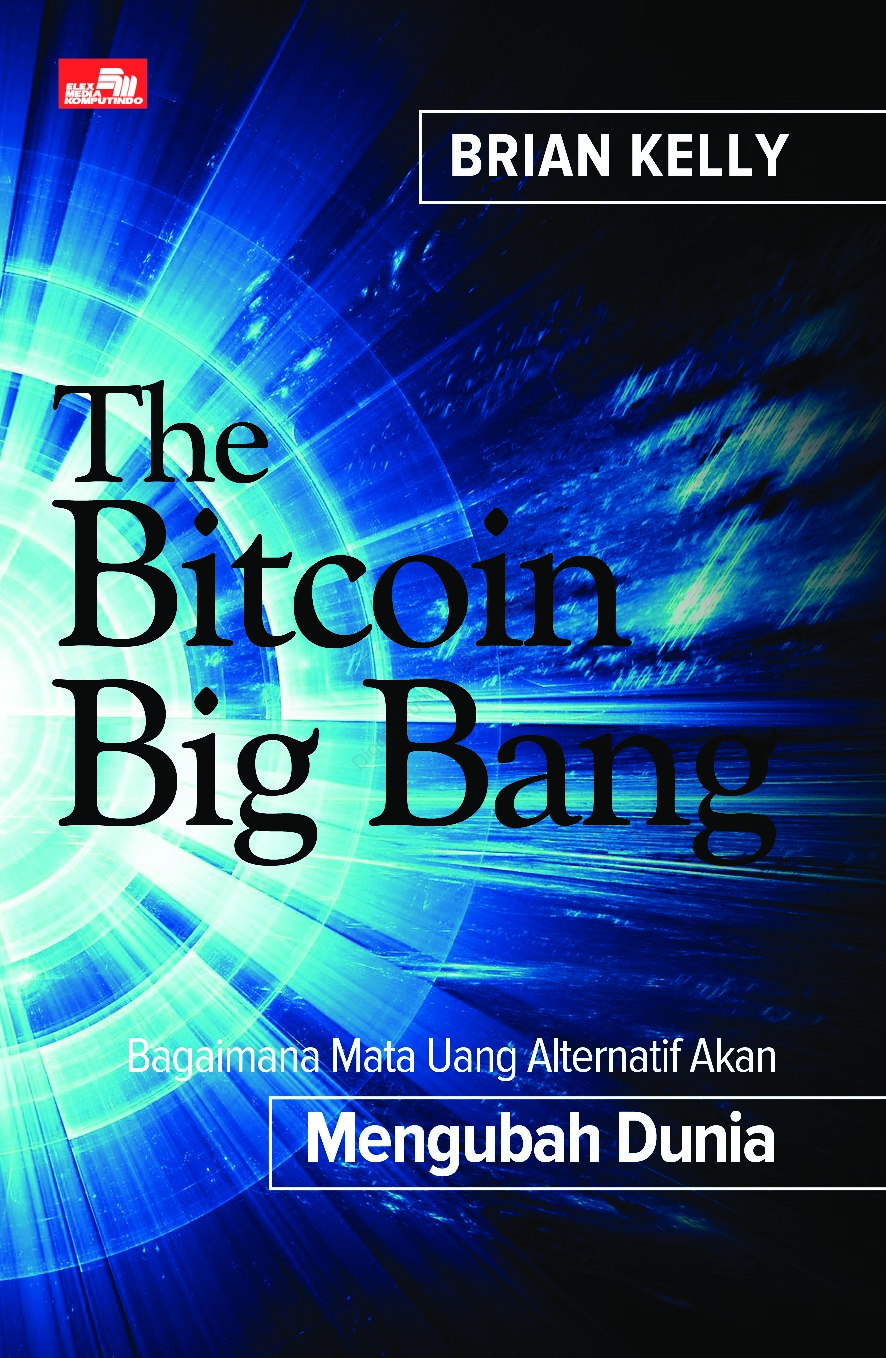 ELEX
MEDIA
KOMPUTINDO
BRIAN KELLY
The
Bitcoin
Big Bang
Bagaimana Mata Uang Alternatif Akan
Mengubah Dunia